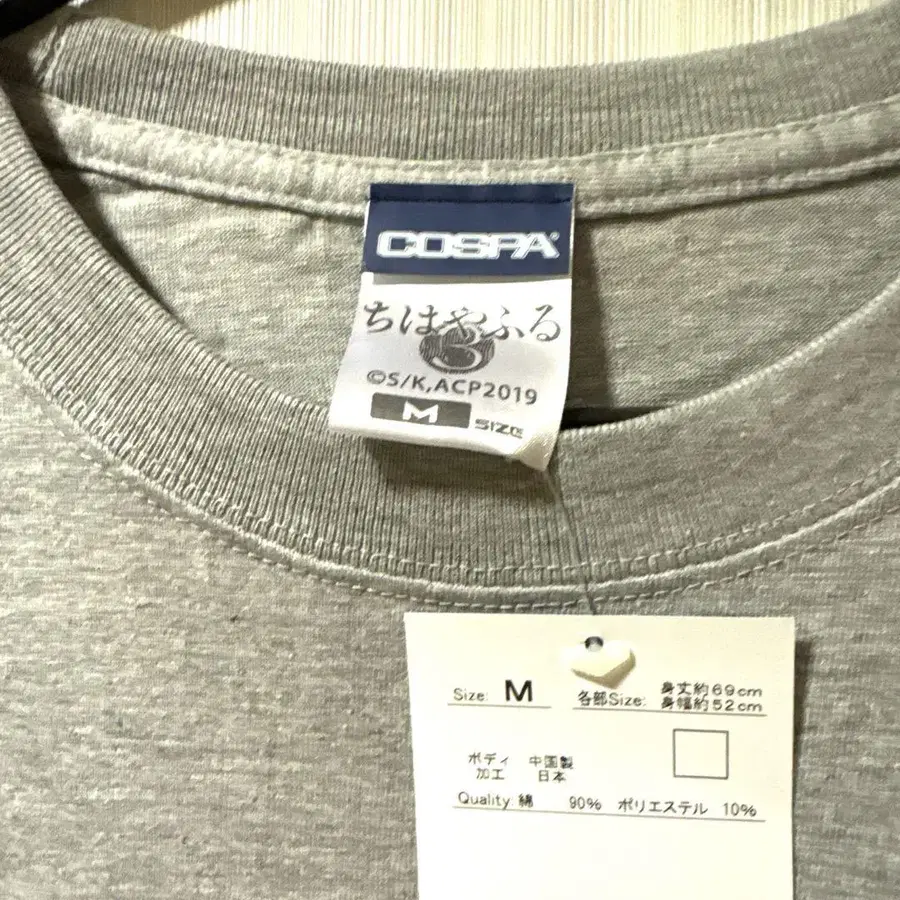 COSPA®
ちはやふる
3
©S/K,ACP2019
M SIZE
Size: M 各部Size: 身丈約69cm
身幅約52cm
ボディ 中国製
加工 日本
Quality: 綿 90% ポリエステル 10%